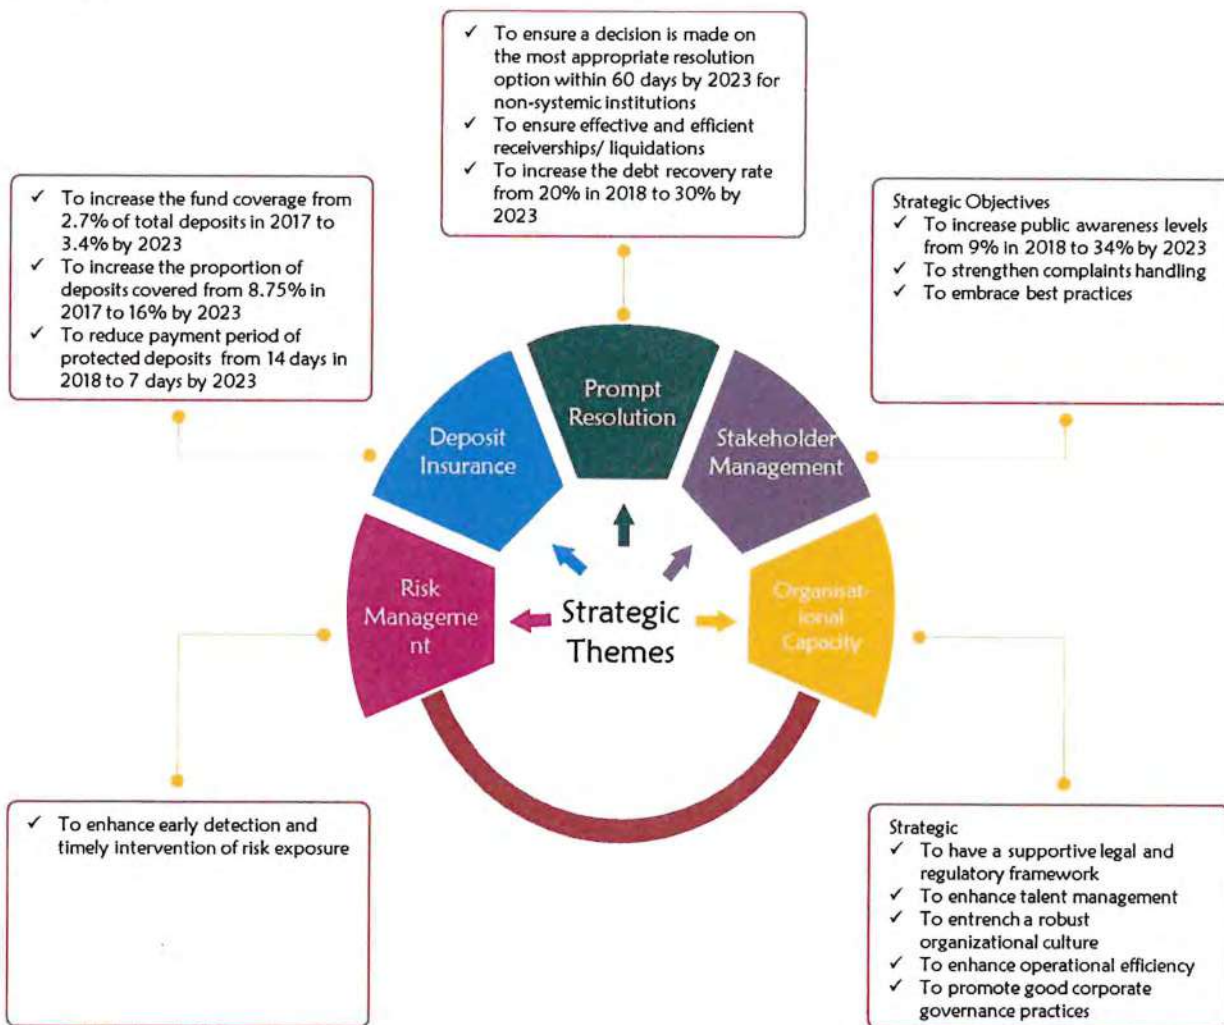 ✓ To ensure a decision is made on
the most appropriate resolution
option within 60 days by 2023 for
non-systemic institutions
✓ To ensure effective and efficient
receiverships/ liquidations
✓ To increase the debt recovery rate
from 20% in 2018 to 30% by
2023
✓ To increase the fund coverage from
2.7% of total deposits in 2017 to
3.4% by 2023
✓ To increase the proportion of
deposits covered from 8.75% in
2017 to 16% by 2023
✓ To reduce payment period of
protected deposits from 14 days in
2018 to 7 days by 2023
Strategic Objectives
✓ To increase public awareness levels
from 9% in 2018 to 34% by 2023
✓ To strengthen complaints handling
✓ To embrace best practices
Prompt
Resolution
Deposit
Insurance
Stakeholder
Management
Risk
Manageme
nt
Strategic
Themes
Organisat-
ional
Capacity
✓ To enhance early detection and
timely intervention of risk exposure
Strategic
✓ To have a supportive legal and
regulatory framework
✓ To enhance talent management
✓ To entrench a robust
organizational culture
✓ To enhance operational efficiency
✓ To promote good corporate
governance practices